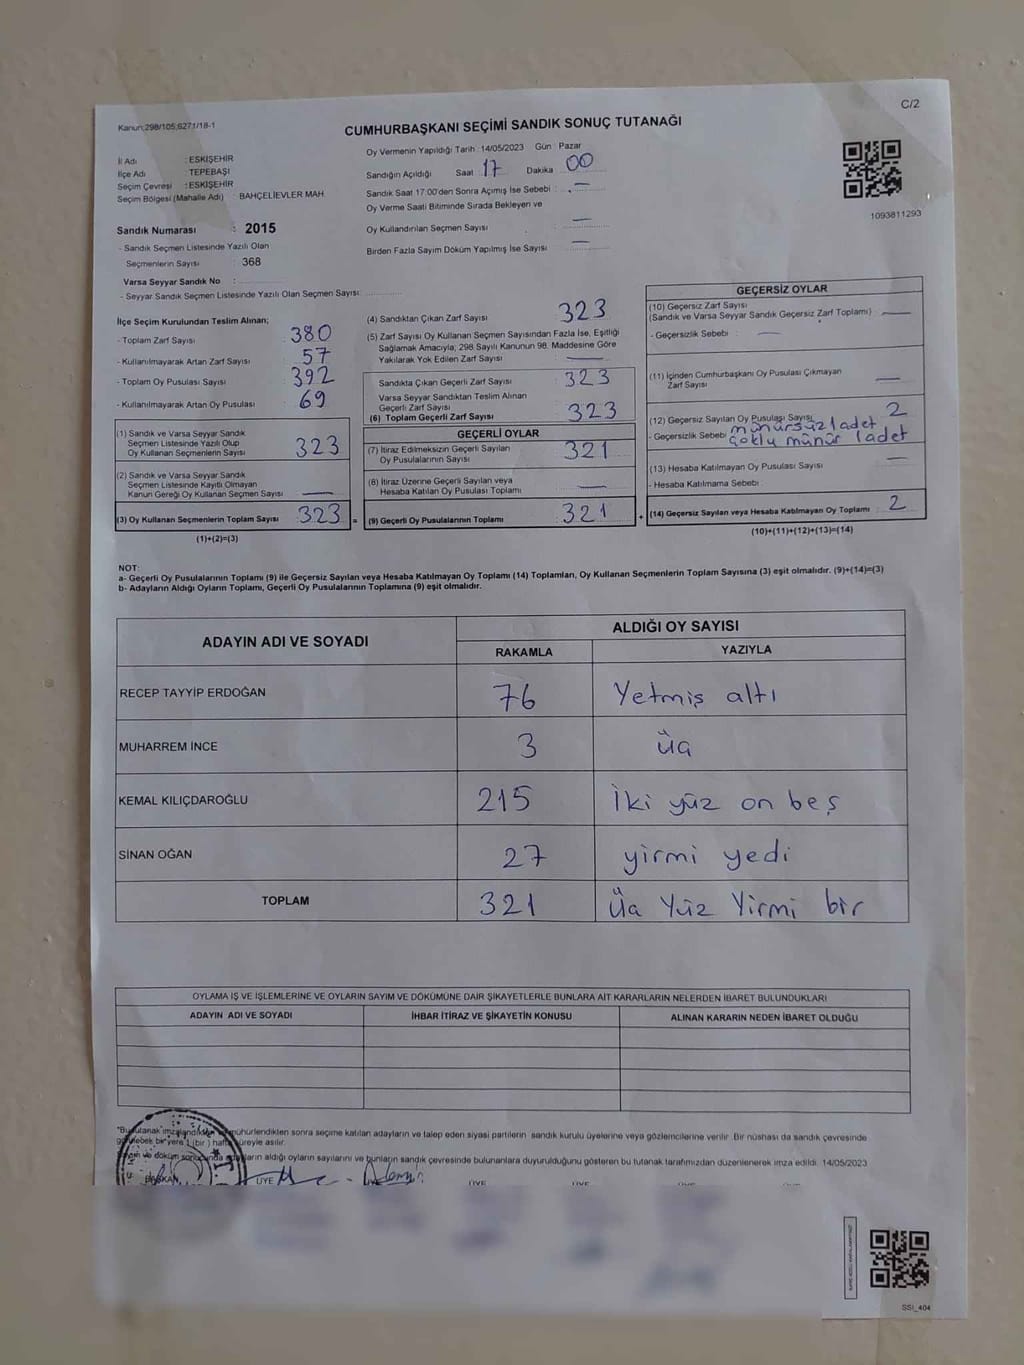 C/2
Kanun:298/105;6271/18-1
CUMHURBAŞKANI SEÇİMİ SANDIK SONUÇ TUTANAĞI
İl Adı : ESKİŞEHİR
İlçe Adı : TEPEBAŞI
Seçim Çevresi : ESKİŞEHİR
Seçim Bölgesi (Mahalle Adı) : BAHÇELİEVLER MAH.
Oy Vermenin Yapıldığı Tarih :14/05/2023 Gün : Pazar
Sandığın Açıldığı Saat : 17 Dakika : 00
Sandık Saat 17.00'den Sonra Açımış İse Sebebi : —
Oy Verme Saati Bitiminde Sırada Bekleyen ve
Oy Kullandırılan Seçmen Sayısı : —
Birden Fazla Sayım Döküm Yapılmış İse Sayısı : —
1093811293
Sandık Numarası : 2015
- Sandık Seçmen Listesinde Yazılı Olan
Seçmenlerin Sayısı : 368
Varsa Seyyar Sandık No :
- Seyyar Sandık Seçmen Listesinde Yazılı Olan Seçmen Sayısı:
İlçe Seçim Kurulundan Teslim Alınan;
- Toplam Zarf Sayısı : 380
- Kullanılmayarak Artan Zarf Sayısı : 57
- Toplam Oy Pusulası Sayısı : 392
- Kullanılmayarak Artan Oy Pusulası : 69
(1) Sandık ve Varsa Seyyar Sandık
Seçmen Listesinde Yazılı Olup
Oy Kullanan Seçmenlerin Sayısı : 323
(2) Sandık ve Varsa Seyyar Sandık
Seçmen Listesinde Kayıtlı Olmayan
Kanun Gereği Oy Kullanan Seçmen Sayısı : —
(3) Oy Kullanan Seçmenlerin Toplam Sayısı : 323 =
(1)+(2)=(3)
(4) Sandıktan Çıkan Zarf Sayısı : 323
(5) Zarf Sayısı Oy Kullanan Seçmen Sayısından Fazla İse, Eşitliği
Sağlamak Amacıyla; 298 Sayılı Kanunun 98. Maddesine Göre
Yakılarak Yok Edilen Zarf Sayısı : —
Sandıkta Çıkan Geçerli Zarf Sayısı : 323
Varsa Seyyar Sandıktan Teslim Alınan
Geçerli Zarf Sayısı
(6) Toplam Geçerli Zarf Sayısı : 323
GEÇERLİ OYLAR
(7) İtiraz Edilmeksizin Geçerli Sayılan
Oy Pusulalarının Sayısı : 321
(8) İtiraz Üzerine Geçerli Sayılan veya
Hesaba Katılan Oy Pusulası Toplamı : —
(9) Geçerli Oy Pusulalarının Toplamı : 321 +
GEÇERSİZ OYLAR
(10) Geçersiz Zarf Sayısı
(Sandık ve Varsa Seyyar Sandık Geçersiz Zarf Toplamı) : —
- Geçersizlik Sebebi : —
(11) İçinden Cumhurbaşkanı Oy Pusulası Çıkmayan
Zarf Sayısı : —
(12) Geçersiz Sayılan Oy Pusulası Sayısı : 2
- Geçersizlik Sebebi : mühürsüz 1 adet
çoklu mühür 1 adet
(13) Hesaba Katılmayan Oy Pusulası Sayısı : —
- Hesaba Katılmama Sebebi :
(14) Geçersiz Sayılan veya Hesaba Katılmayan Oy Toplamı : 2
(10)+(11)+(12)+(13)=(14)
NOT:
a- Geçerli Oy Pusulalarının Toplamı (9) ile Geçersiz Sayılan veya Hesaba Katılmayan Oy Toplamı (14) Toplamları, Oy Kullanan Seçmenlerin Toplam Sayısına (3) eşit olmalıdır. (9)+(14)=(3)
b- Adayların Aldığı Oyların Toplamı, Geçerli Oy Pusulalarının Toplamına (9) eşit olmalıdır.
ADAYIN ADI VE SOYADI
ALDIĞI OY SAYISI
RAKAMLA YAZIYLA
RECEP TAYYİP ERDOĞAN 76 Yetmiş altı
MUHARREM İNCE 3 üç
KEMAL KILIÇDAROĞLU 215 İki yüz on beş
SİNAN OĞAN 27 yirmi yedi
TOPLAM 321 Üç Yüz Yirmi bir
OYLAMA İŞ VE İŞLEMLERİNE VE OYLARIN SAYIM VE DÖKÜMÜNE DAİR ŞİKAYETLERLE BUNLARA AİT KARARLARIN NELERDEN İBARET BULUNDUKLARI
ADAYIN ADI VE SOYADI İHBAR İTİRAZ VE ŞİKAYETİN KONUSU ALINAN KARARIN NEDEN İBARET OLDUĞU
mühürlendikten sonra seçime katılan adayların ve talep eden siyasi partilerin sandık kurulu üyelerine veya gözlemcilerine verilir. Bir nüshası da sandık çevresinde
bir yere 1 (bir) hafta süreyle asılır.
aldığı oyların sayılarını ve bunların sandık çevresinde bulunanlara duyurulduğunu gösteren bu tutanak tarafımızdan düzenlenerek imza edildi. 14/05/2023
BAŞKAN ÜYE
SSI_404